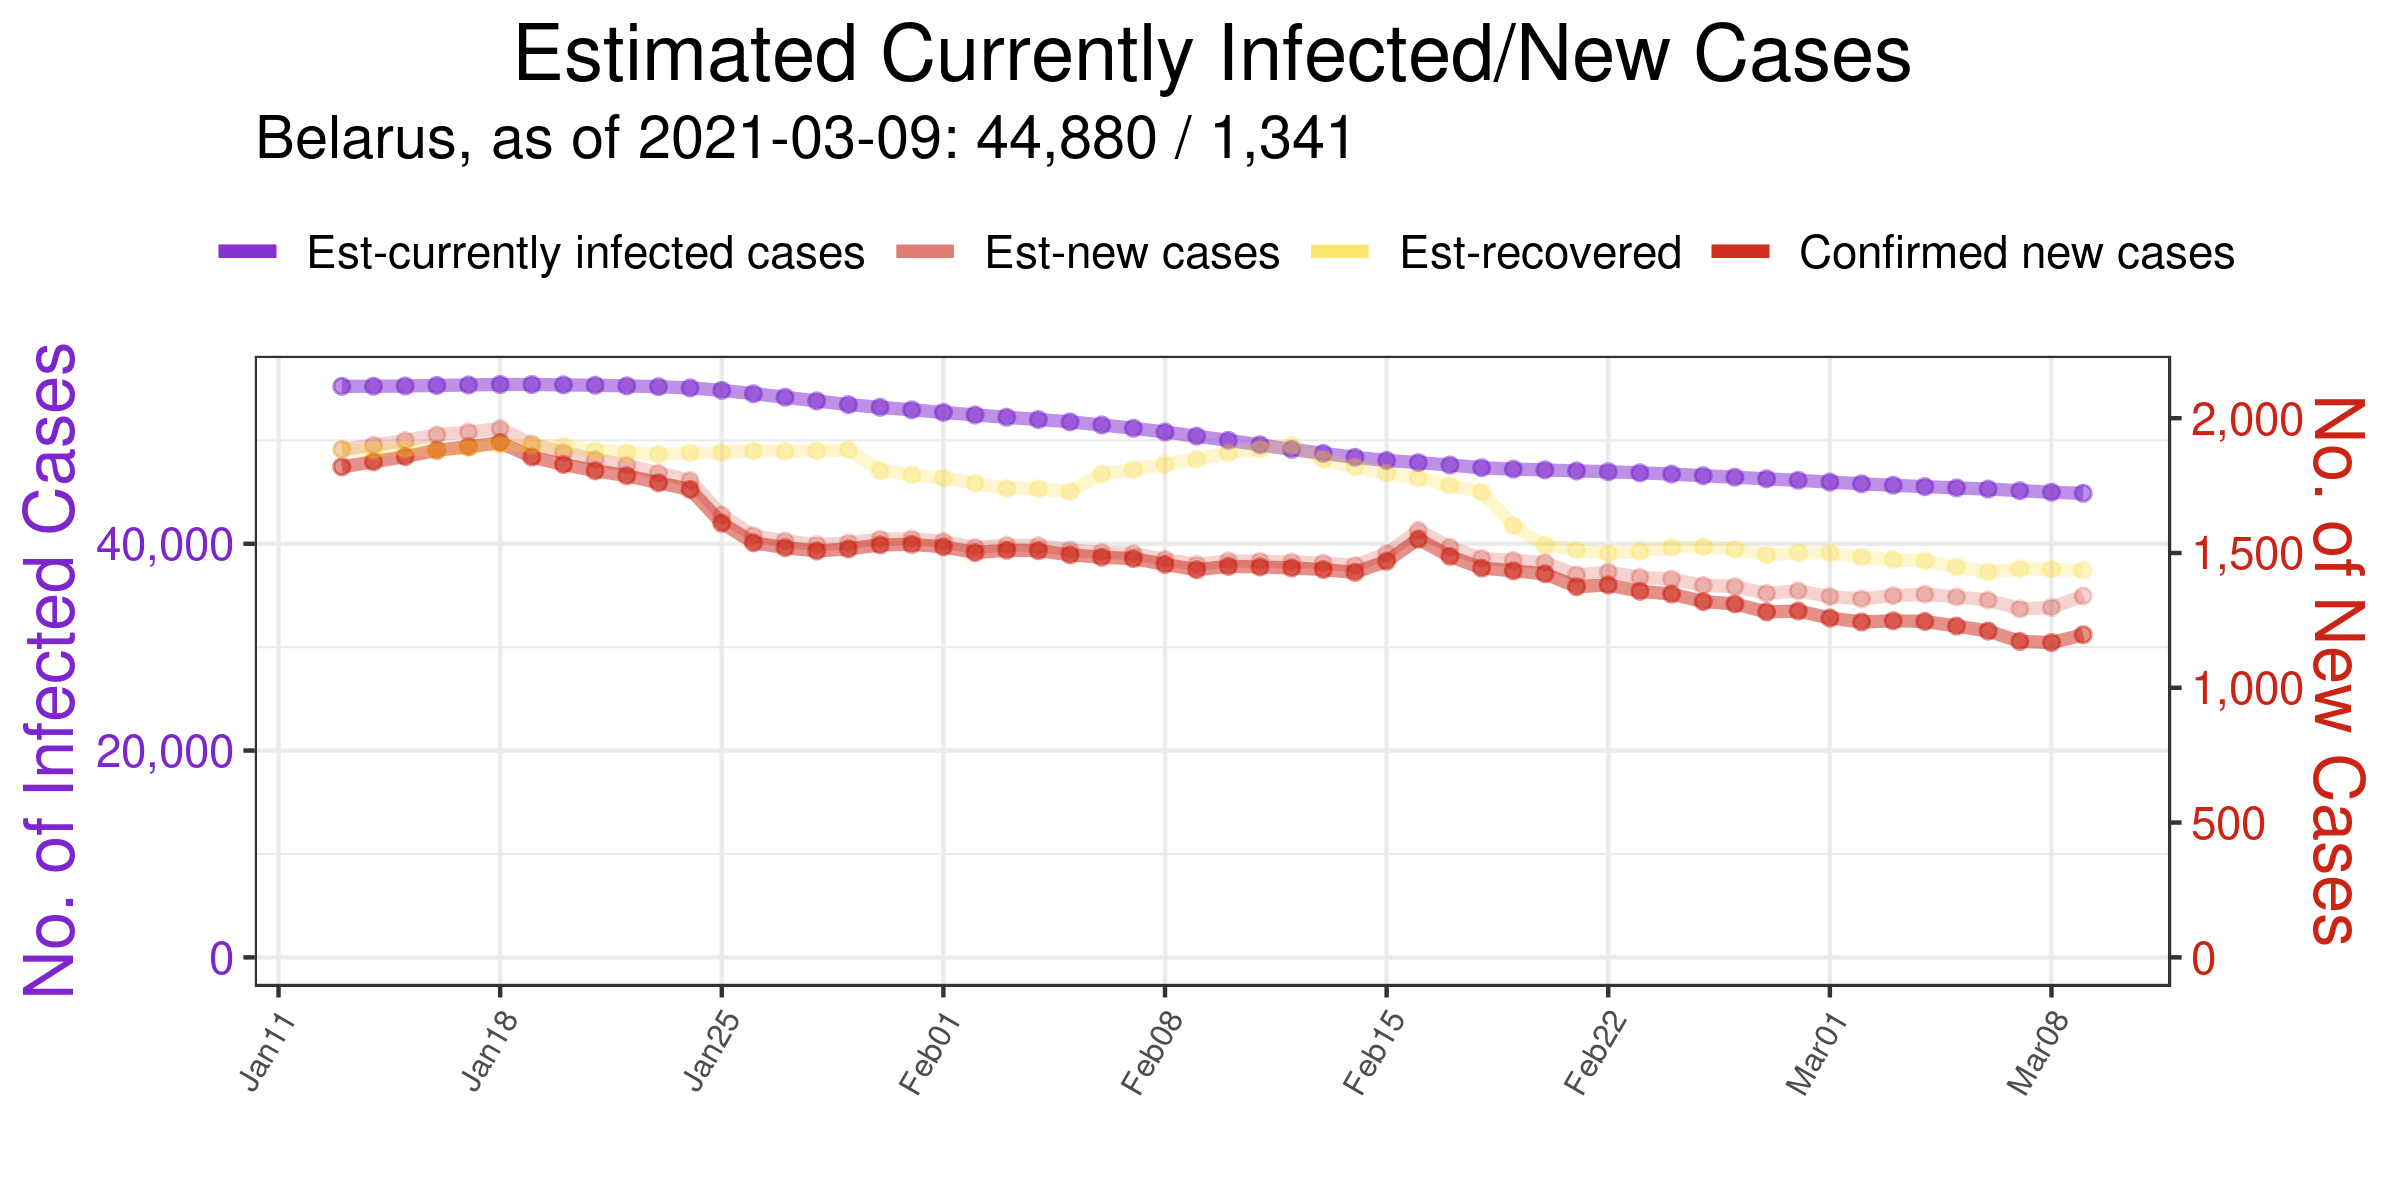 Estimated Currently Infected/New Cases
Belarus, as of 2021-03-09: 44,880 / 1,341
Est-currently infected cases Est-new cases Est-recovered Confirmed new cases
No. of Infected Cases
40,000
20,000
0
2,000
1,500
1,000
500
0
No. of New Cases
Jan11 Jan18 Jan25 Feb01 Feb08 Feb15 Feb22 Mar01 Mar08